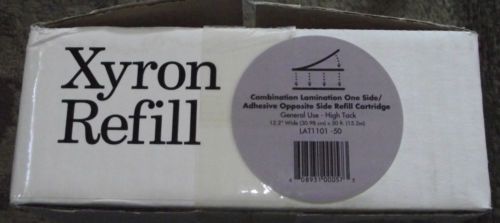 Xyron
Refill
Combination Lamination One Side/
Adhesive Opposite Side Refill Cartridge
General Use - High Tack
12.2" Wide (30.98 cm) x 50 ft. (15.2m)
LAT1101 -50